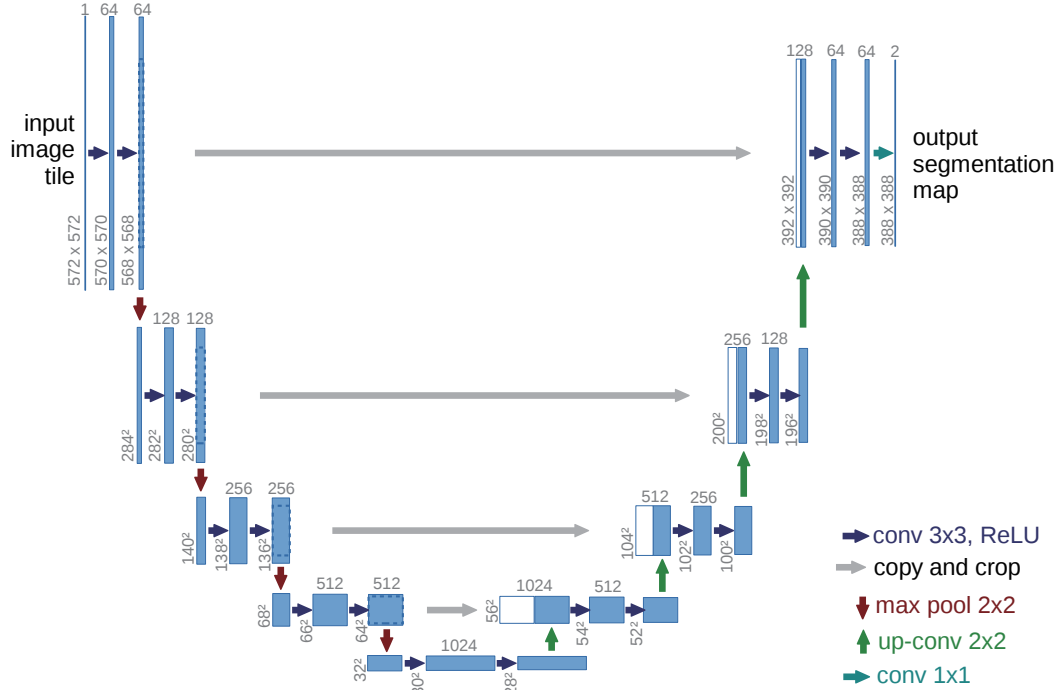 1 64 64
128 64 64 2
input
image
tile
output
segmentation
map
572 x 572
570 x 570
568 x 568
392 x 392
390 x 390
388 x 388
388 x 388
128 128
256 128
284²
282²
280²
200²
198²
196²
256 256
512 256
140²
138²
136²
104²
102²
100²
512 512
1024 512
68²
66²
64²
56²
54²
52²
1024
32²
conv 3x3, ReLU
copy and crop
max pool 2x2
up-conv 2x2
conv 1x1